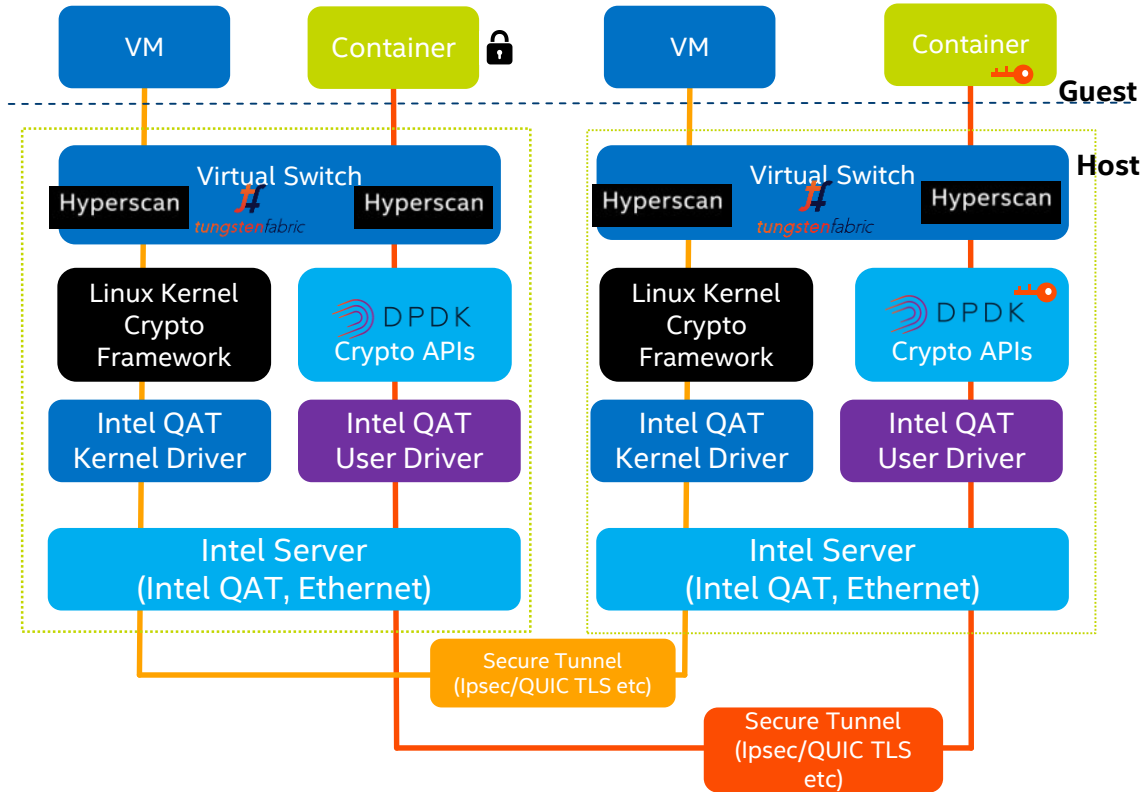 VM
Container
VM
Container
Guest
Host
Virtual Switch
Hyperscan
Hyperscan
tungstenfabric
Virtual Switch
Hyperscan
Hyperscan
tungstenfabric
Linux Kernel
Crypto
Framework
DPDK
Crypto APIs
Linux Kernel
Crypto
Framework
DPDK
Crypto APIs
Intel QAT
Kernel Driver
Intel QAT
User Driver
Intel QAT
Kernel Driver
Intel QAT
User Driver
Intel Server
(Intel QAT, Ethernet)
Intel Server
(Intel QAT, Ethernet)
Secure Tunnel
(Ipsec/QUIC TLS etc)
Secure Tunnel
(Ipsec/QUIC TLS
etc)